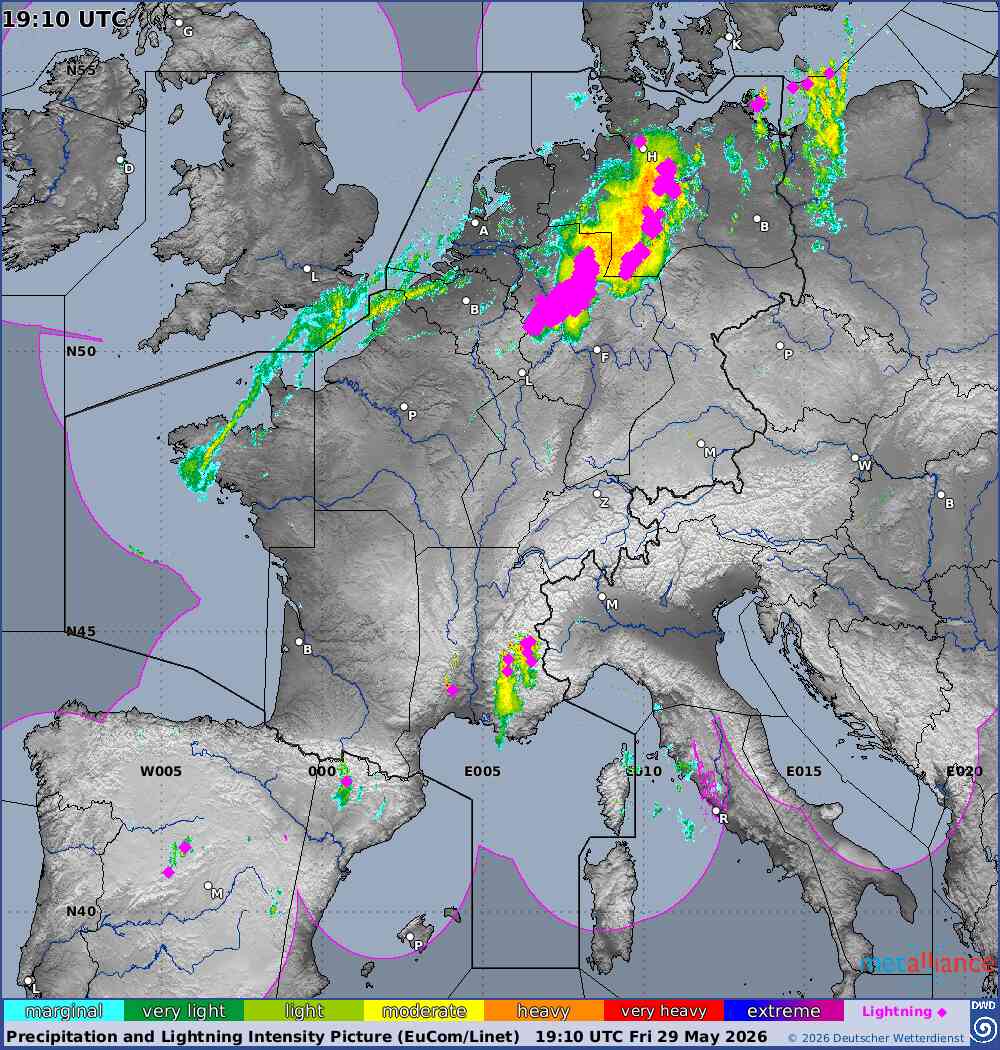 19:10 UTC
G
K
N55
D
H
A
B
L
B
N50
P
F
L
P
M
W
Z
B
M
N45
B
W005
000
E005
E010
E015
E020
R
M
N40
P
L
metalliance
marginal very light light moderate heavy very heavy extreme Lightning
DWD
Precipitation and Lightning Intensity Picture (EuCom/Linet) 19:10 UTC Fri 29 May 2026 © 2026 Deutscher Wetterdienst